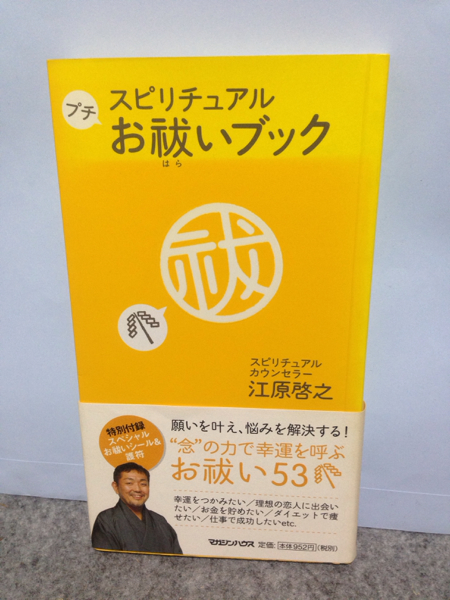 プチ
スピリチュアル
お祓いブック
はら
祓
スピリチュアル
カウンセラー
江原啓之
特別付録
スペシャル
お祓いシール&
護符
願いを叶え、悩みを解決する!
“念”の力で幸運を呼ぶ
お祓い53
幸運をつかみたい/理想の恋人に出会い
たい/お金を貯めたい/ダイエットで痩
せたい/仕事で成功したいetc.
マガジンハウス 定価:本体952円(税別)